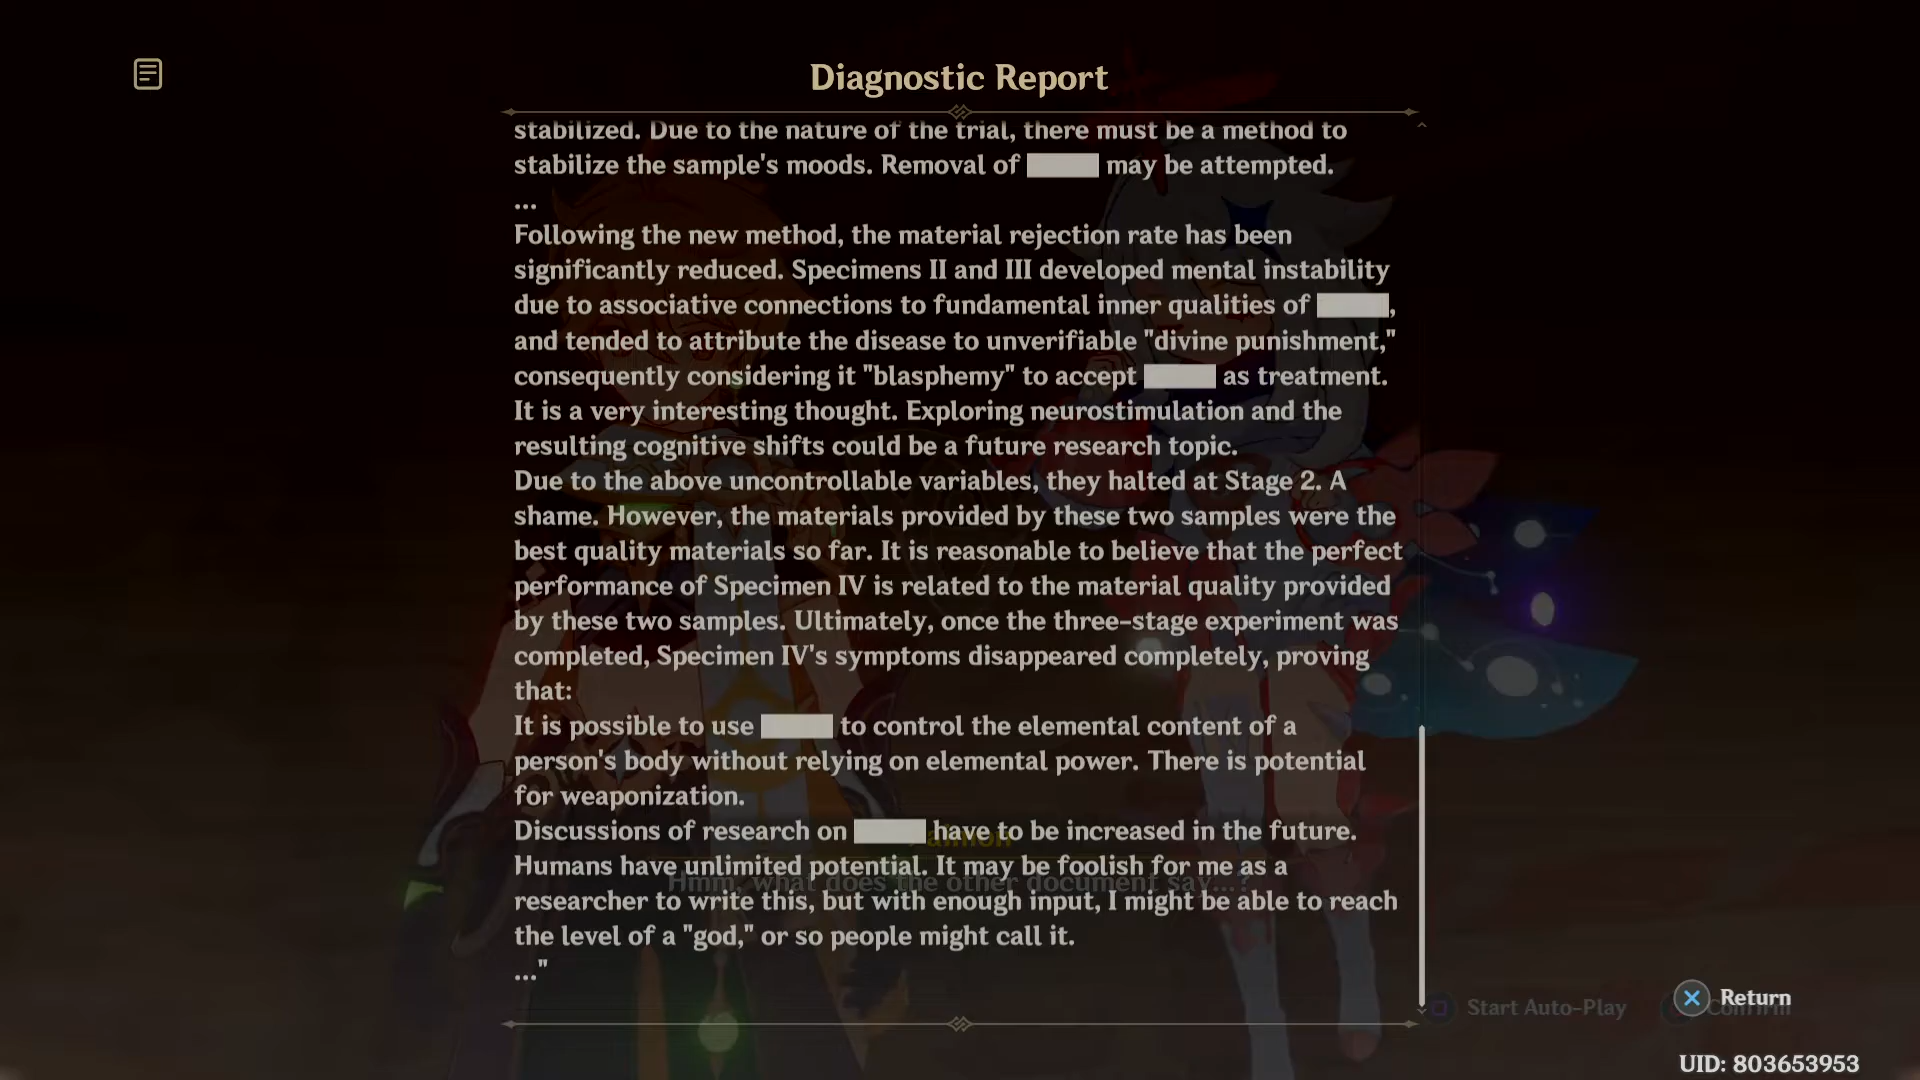 Diagnostic Report
stabilized. Due to the nature of the trial, there must be a method to
stabilize the sample's moods. Removal of may be attempted.
...
Following the new method, the material rejection rate has been
significantly reduced. Specimens II and III developed mental instability
due to associative connections to fundamental inner qualities of ,
and tended to attribute the disease to unverifiable "divine punishment,"
consequently considering it "blasphemy" to accept as treatment.
It is a very interesting thought. Exploring neurostimulation and the
resulting cognitive shifts could be a future research topic.
Due to the above uncontrollable variables, they halted at Stage 2. A
shame. However, the materials provided by these two samples were the
best quality materials so far. It is reasonable to believe that the perfect
performance of Specimen IV is related to the material quality provided
by these two samples. Ultimately, once the three-stage experiment was
completed, Specimen IV's symptoms disappeared completely, proving
that:
It is possible to use to control the elemental content of a
person's body without relying on elemental power. There is potential
for weaponization.
Discussions of research on have to be increased in the future.
Humans have unlimited potential. It may be foolish for me as a
Hmm, what does the other document say...?
researcher to write this, but with enough input, I might be able to reach
the level of a "god," or so people might call it.
..."
Start Auto-Play
Return
Confirm
UID: 803653953